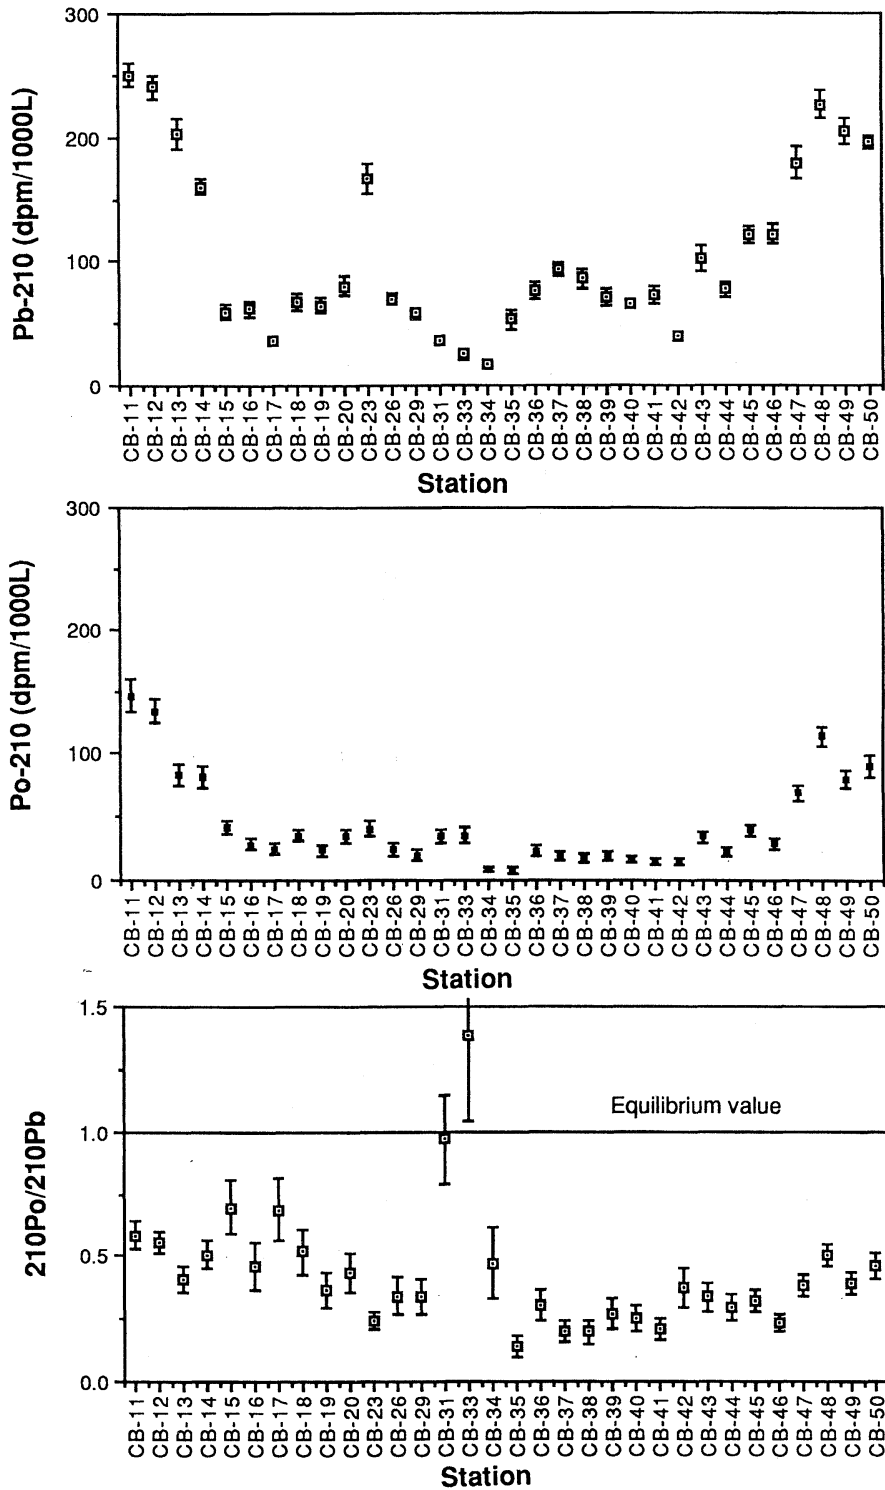 300
200
100
0
Pb-210 (dpm/1000L)
CB-11
CB-12
CB-13
CB-14
CB-15
CB-16
CB-17
CB-18
CB-19
CB-20
CB-23
CB-26
CB-29
CB-31
CB-33
CB-34
CB-35
CB-36
CB-37
CB-38
CB-39
CB-40
CB-41
CB-42
CB-43
CB-44
CB-45
CB-46
CB-47
CB-48
CB-49
CB-50
Station
300
200
100
0
Po-210 (dpm/1000L)
CB-11
CB-12
CB-13
CB-14
CB-15
CB-16
CB-17
CB-18
CB-19
CB-20
CB-23
CB-26
CB-29
CB-31
CB-33
CB-34
CB-35
CB-36
CB-37
CB-38
CB-39
CB-40
CB-41
CB-42
CB-43
CB-44
CB-45
CB-46
CB-47
CB-48
CB-49
CB-50
Station
1.5
1.0
0.5
0.0
210Po/210Pb
Equilibrium value
CB-11
CB-12
CB-13
CB-14
CB-15
CB-16
CB-17
CB-18
CB-19
CB-20
CB-23
CB-26
CB-29
CB-31
CB-33
CB-34
CB-35
CB-36
CB-37
CB-38
CB-39
CB-40
CB-41
CB-42
CB-43
CB-44
CB-45
CB-46
CB-47
CB-48
CB-49
CB-50
Station